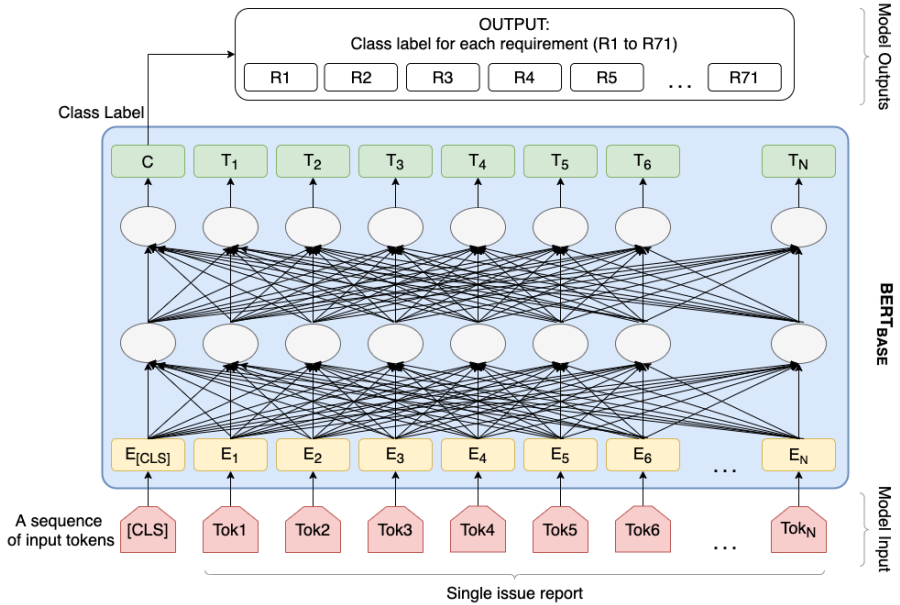 OUTPUT:
Class label for each requirement (R1 to R71)
R1 R2 R3 R4 R5 ... R71
Model Outputs
Class Label
C T1 T2 T3 T4 T5 T6 TN
BERTBASE
E[CLS] E1 E2 E3 E4 E5 E6 ... EN
A sequence
of input tokens
[CLS] Tok1 Tok2 Tok3 Tok4 Tok5 Tok6 ... TokN
Model Input
Single issue report